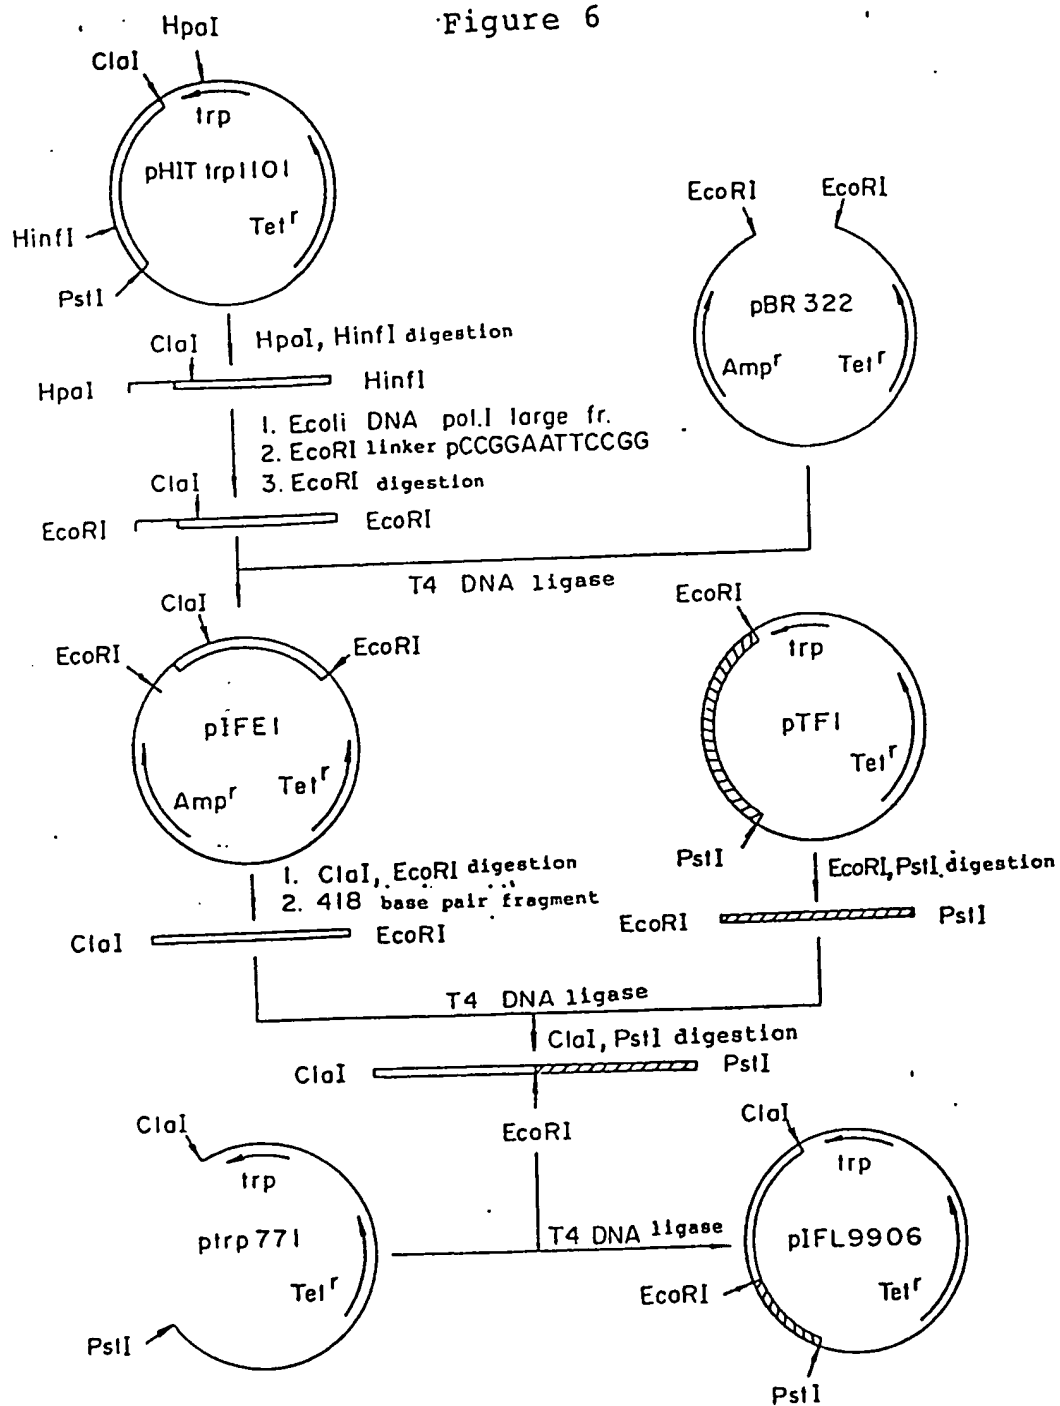 Figure 6
HpaI
ClaI
trp
pHIT trp1101
Tet^r
HinfI
PstI
EcoRI
EcoRI
pBR 322
Amp^r
Tet^r
HpaI, HinfI digestion
ClaI
HpaI
HinfI
1. Ecoli DNA pol.I large fr.
2. EcoRI linker pCCGGAATTCCGG
3. EcoRI digestion
ClaI
EcoRI
EcoRI
T4 DNA ligase
ClaI
EcoRI
EcoRI
pIFE1
Amp^r
Tet^r
EcoRI
trp
pTF1
Tet^r
PstI
1. ClaI, EcoRI digestion
2. 418 base pair fragment
EcoRI, PstI digestion
ClaI
EcoRI
EcoRI
PstI
T4 DNA ligase
ClaI, PstI digestion
ClaI
PstI
EcoRI
ClaI
trp
ptrp 771
Tet^r
PstI
T4 DNA ligase
ClaI
trp
pIFL9906
EcoRI
Tet^r
PstI